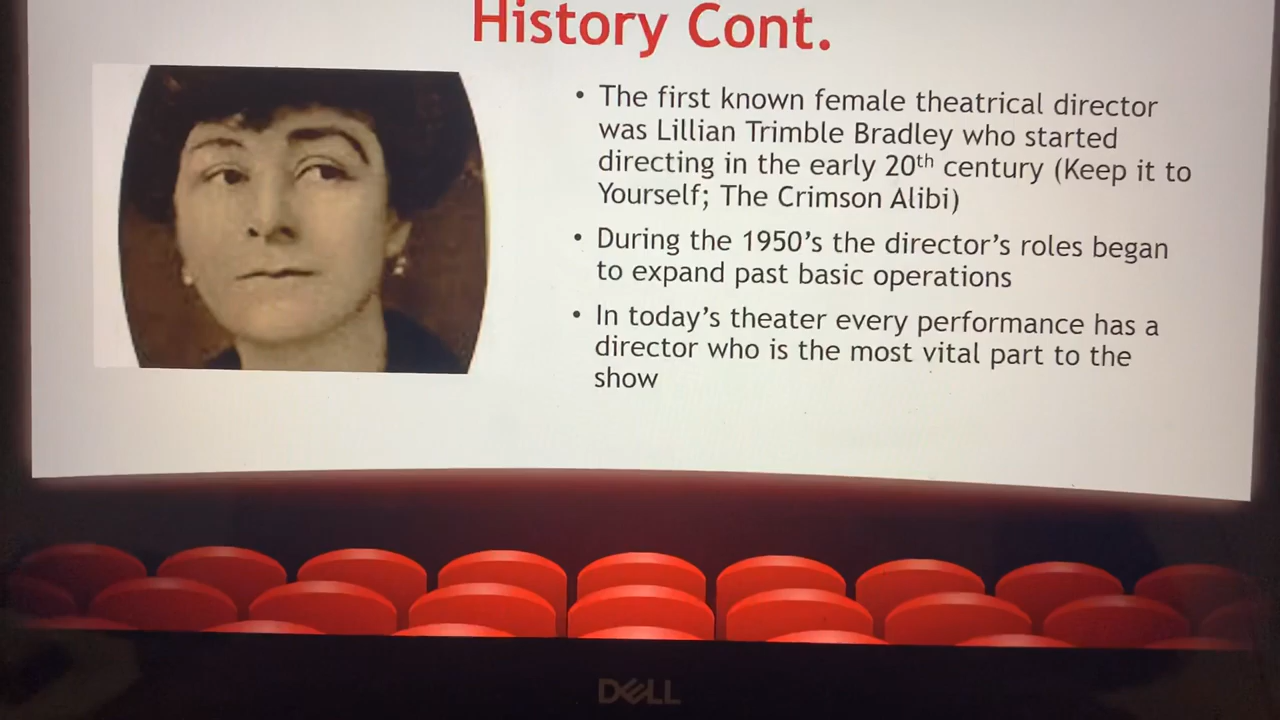 History Cont.
• The first known female theatrical director
was Lillian Trimble Bradley who started
directing in the early 20th century (Keep it to
Yourself; The Crimson Alibi)
• During the 1950's the director's roles began
to expand past basic operations
• In today's theater every performance has a
director who is the most vital part to the
show
DELL